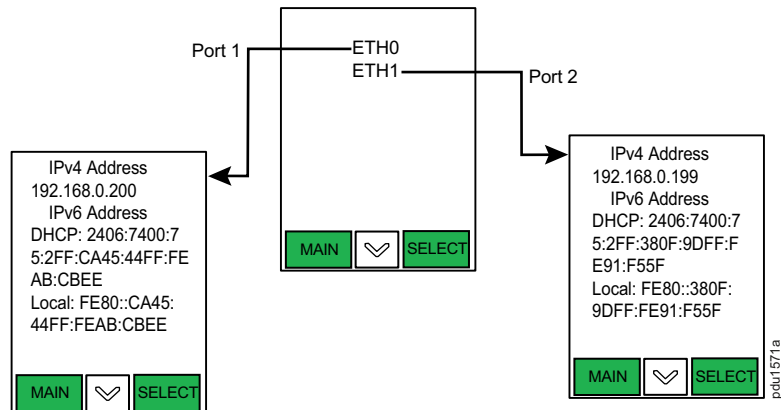 Port 1
ETH0
ETH1
Port 2
MAIN
SELECT
IPv4 Address
192.168.0.200
IPv6 Address
DHCP: 2406:7400:7
5:2FF:CA45:44FF:FE
AB:CBEE
Local: FE80::CA45:
44FF:FEAB:CBEE
MAIN
SELECT
IPv4 Address
192.168.0.199
IPv6 Address
DHCP: 2406:7400:7
5:2FF:380F:9DFF:F
E91:F55F
Local: FE80::380F:
9DFF:FE91:F55F
MAIN
SELECT
pdu1571a